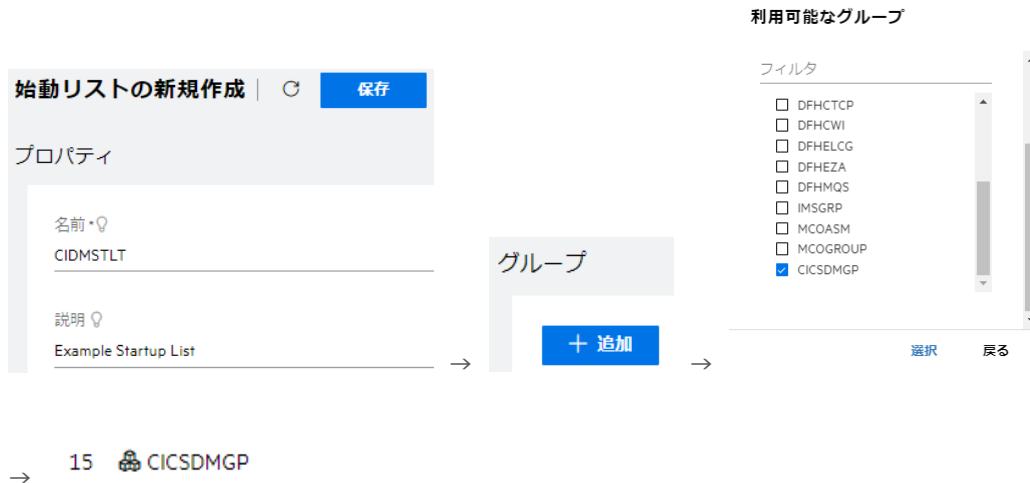 始動リストの新規作成
保存
プロパティ
名前*
CIDMSTLT
説明
Example Startup List
→
グループ
+ 追加
→
利用可能なグループ
フィルタ
DFHCTCP
DFHCWI
DFHELCG
DFHEZA
DFHMQS
IMSGRP
MCOASM
MCOGROUP
CICSDMGP
選択 戻る
→
15 CICSDMGP